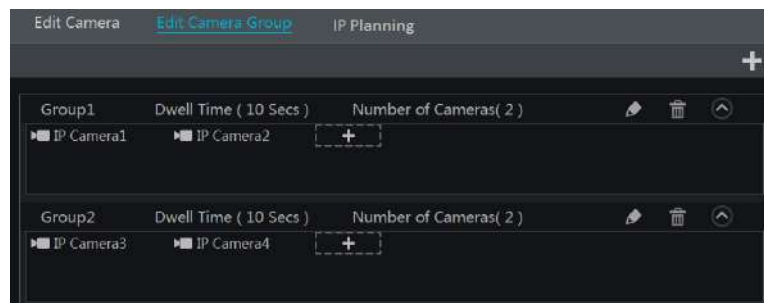 Edit Camera Edit Camera Group IP Planning
Group1 Dwell Time ( 10 Secs ) Number of Cameras( 2 )
IP Camera1 IP Camera2 +
Group2 Dwell Time ( 10 Secs ) Number of Cameras( 2 )
IP Camera3 IP Camera4 +